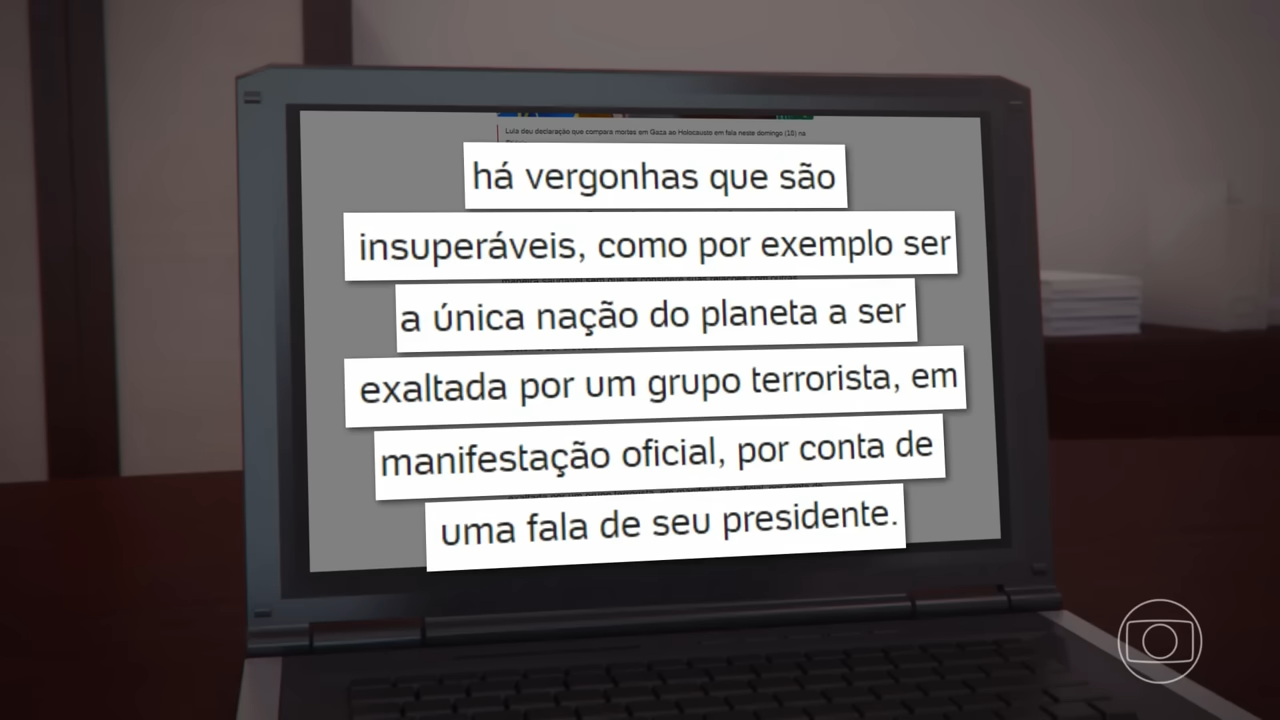 Lula deu declaração que compara mortes em Gaza ao Holocausto em fala neste domingo (18) na
há vergonhas que são
insuperáveis, como por exemplo ser
a única nação do planeta a ser
exaltada por um grupo terrorista, em
manifestação oficial, por conta de
uma fala de seu presidente.